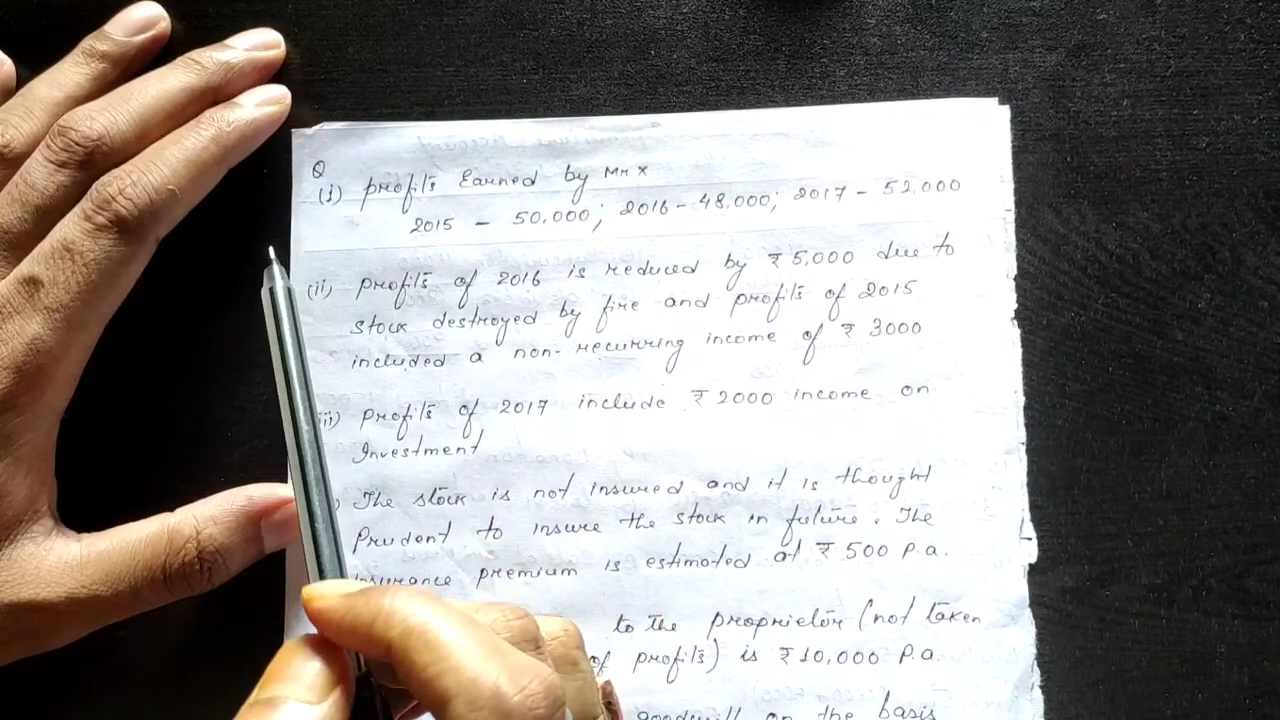 Q
(i) profits Earned by Mr X
2015 - 50,000; 2016 - 48,000; 2017 - 52,000
(ii) profits of 2016 is reduced by ₹ 5,000 due to
stock destroyed by fire and profits of 2015
included a non-recurring income of ₹ 3000
iii) profits of 2017 include ₹ 2000 income on
Investment
) The stock is not insured and it is thought
Prudent to insure the stock in future. The
insurance premium is estimated at ₹ 500 p.a.
to the proprietor (not taken
of profits) is ₹ 10,000 P.a.
goodwill on the basis